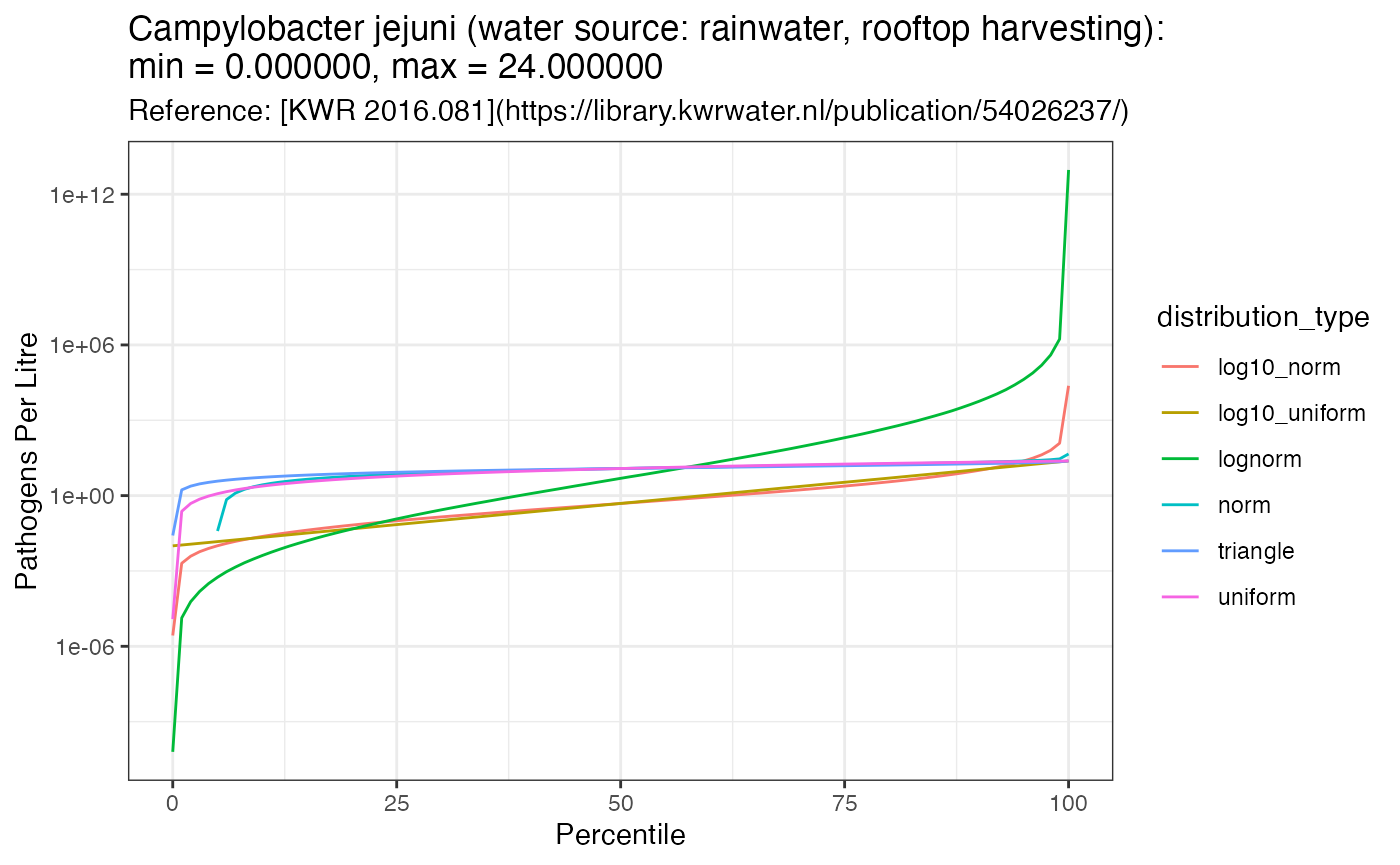 Campylobacter jejuni (water source: rainwater, rooftop harvesting):
min = 0.000000, max = 24.000000
Reference: [KWR 2016.081](https://library.kwrwater.nl/publication/54026237/)
Pathogens Per Litre
1e+12
1e+06
1e+00
1e-06
0
25
50
75
100
Percentile
distribution_type
log10_norm
log10_uniform
lognorm
norm
triangle
uniform